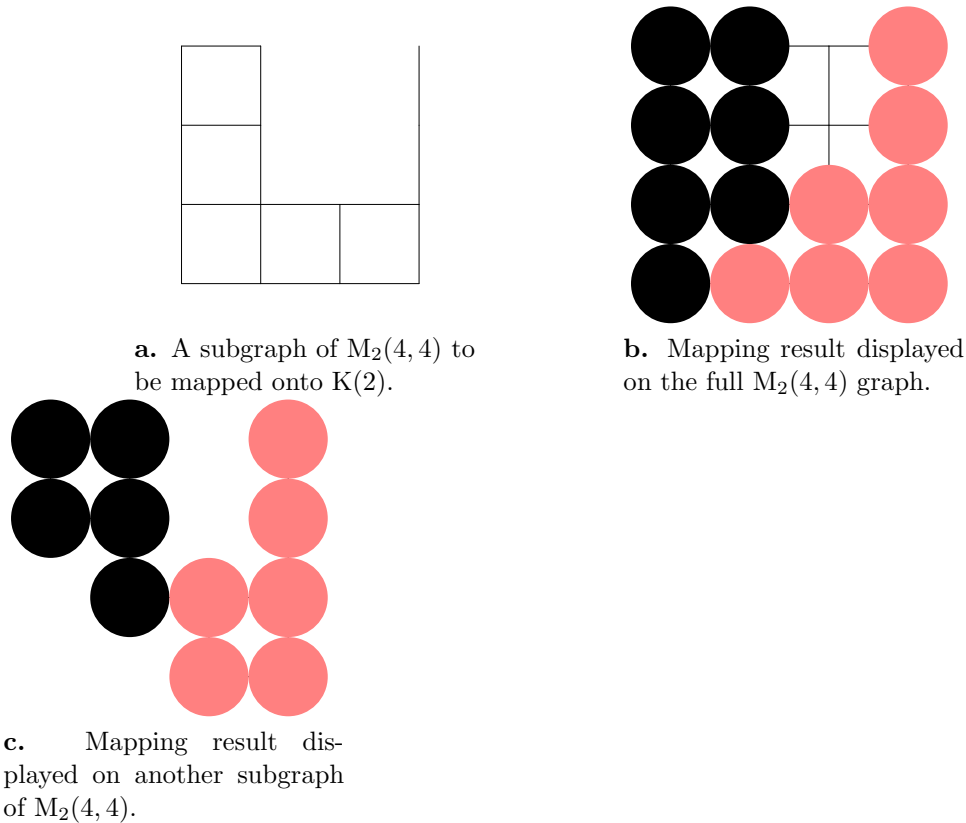 a. A subgraph of M₂(4, 4) to
be mapped onto K(2).
b. Mapping result displayed
on the full M₂(4, 4) graph.
c. Mapping result dis-
played on another subgraph
of M₂(4, 4).